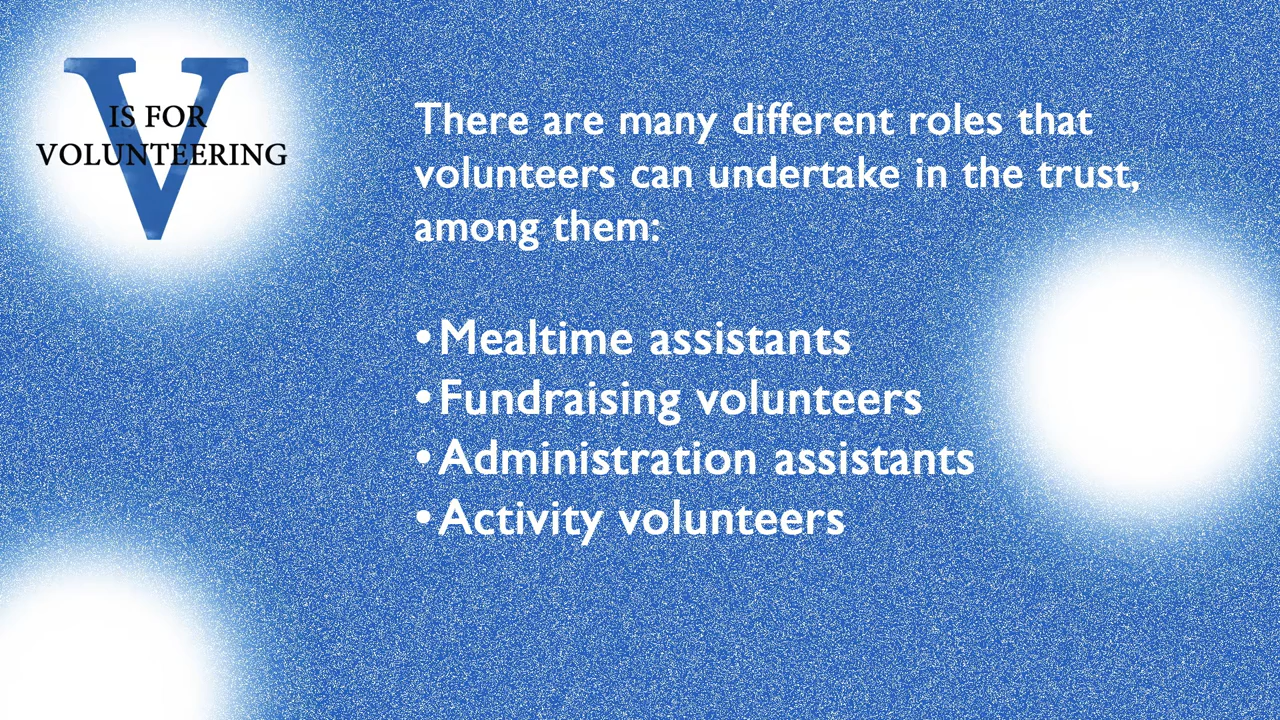 V
IS FOR
VOLUNTEERING
There are many different roles that
volunteers can undertake in the trust,
among them:
•Mealtime assistants
•Fundraising volunteers
•Administration assistants
•Activity volunteers